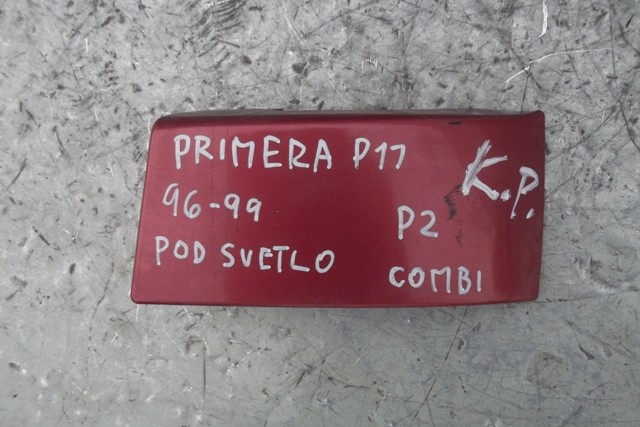 PRIMERA P11
K.P.
96-99
P2
POD SVETLO
COMBI